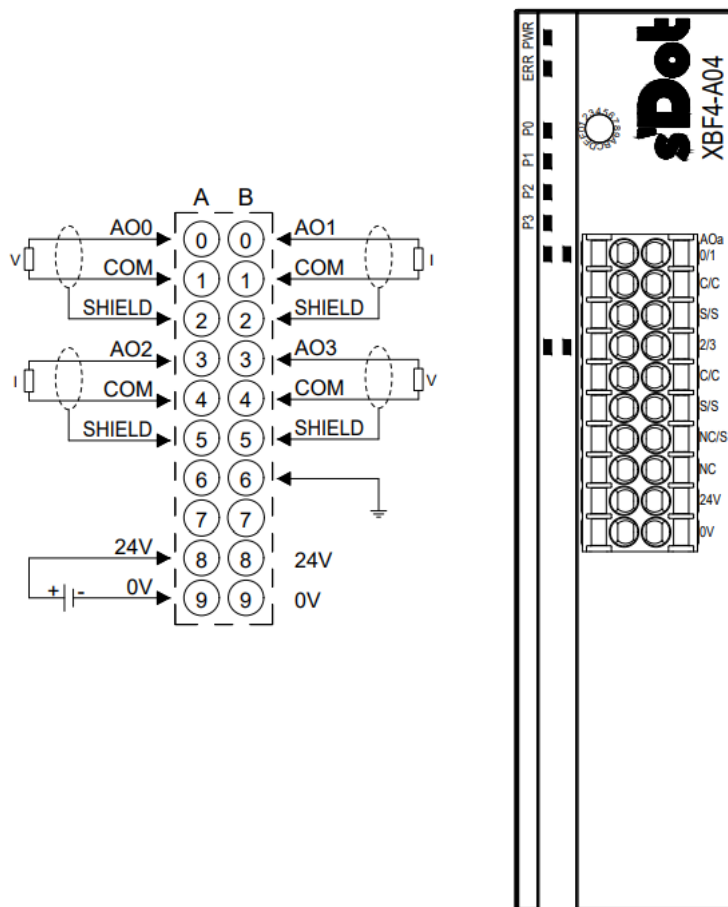 A B
AO0 0 0 AO1
V COM 1 1 COM I
SHIELD 2 2 SHIELD
AO2 3 3 AO3
I COM 4 4 COM V
SHIELD 5 5 SHIELD
6 6
7 7
24V 8 8 24V
+ - 0V 9 9 0V
PWR
ERR
P0
P1
P2
P3
s'Dot
XBF4-A04
0123456789ABCDEF
AOa
0/1
C/C
S/S
2/3
C/C
S/S
NC/S
NC
24V
0V